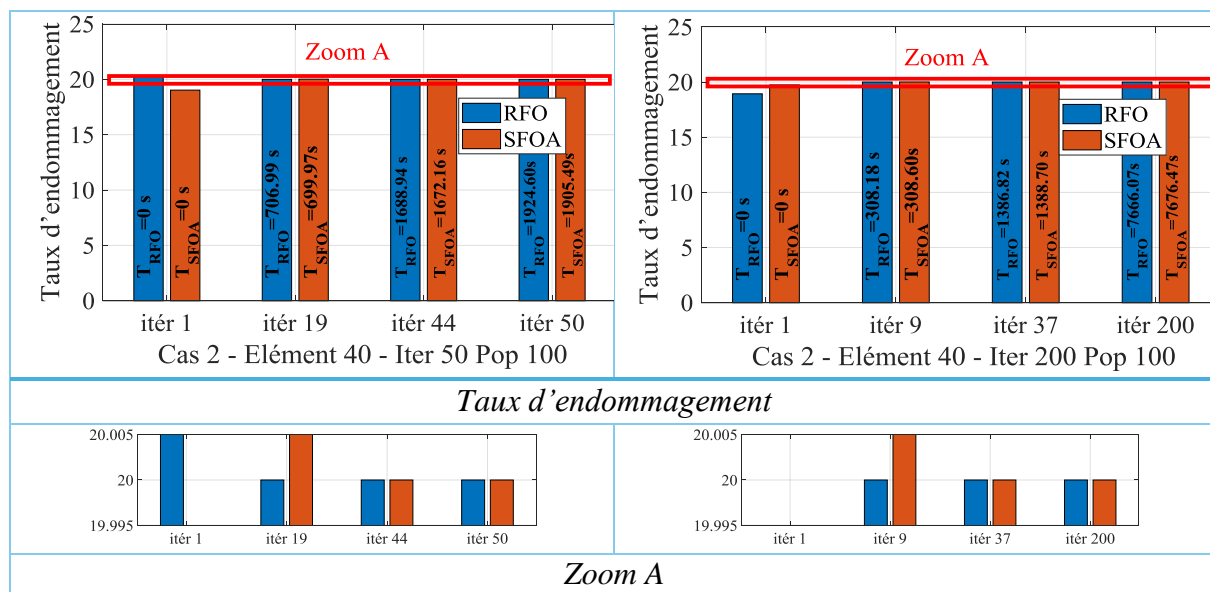 Taux d'endommagement
25
20
15
10
5
0
Zoom A
RFO
SFOA
T_RFO=0 s
T_SFOA=0 s
T_RFO=706.99 s
T_SFOA=699.97s
T_RFO=1688.94 s
T_SFOA=1672.16 s
T_RFO=1924.60s
T_SFOA=1905.49s
itér 1 itér 19 itér 44 itér 50
Cas 2 - Elément 40 - Iter 50 Pop 100
Taux d'endommagement
25
20
15
10
5
0
Zoom A
RFO
SFOA
T_RFO=0 s
T_SFOA=0 s
T_RFO=308.18 s
T_SFOA=308.60s
T_RFO=1386.82 s
T_SFOA=1388.70 s
T_RFO=7666.07s
T_SFOA=7676.47s
itér 1 itér 9 itér 37 itér 200
Cas 2 - Elément 40 - Iter 200 Pop 100
Taux d'endommagement
20.005
20
19.995
itér 1 itér 19 itér 44 itér 50
20.005
20
19.995
itér 1 itér 9 itér 37 itér 200
Zoom A